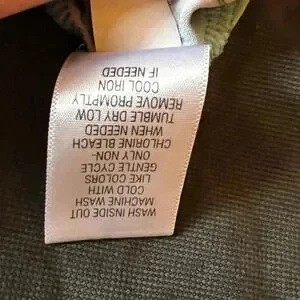 WASH INSIDE OUT
MACHINE WASH
COLD WITH
LIKE COLORS
GENTLE CYCLE
ONLY NON-
CHLORINE BLEACH
WHEN NEEDED
TUMBLE DRY LOW
REMOVE PROMPTLY
COOL IRON
IF NEEDED